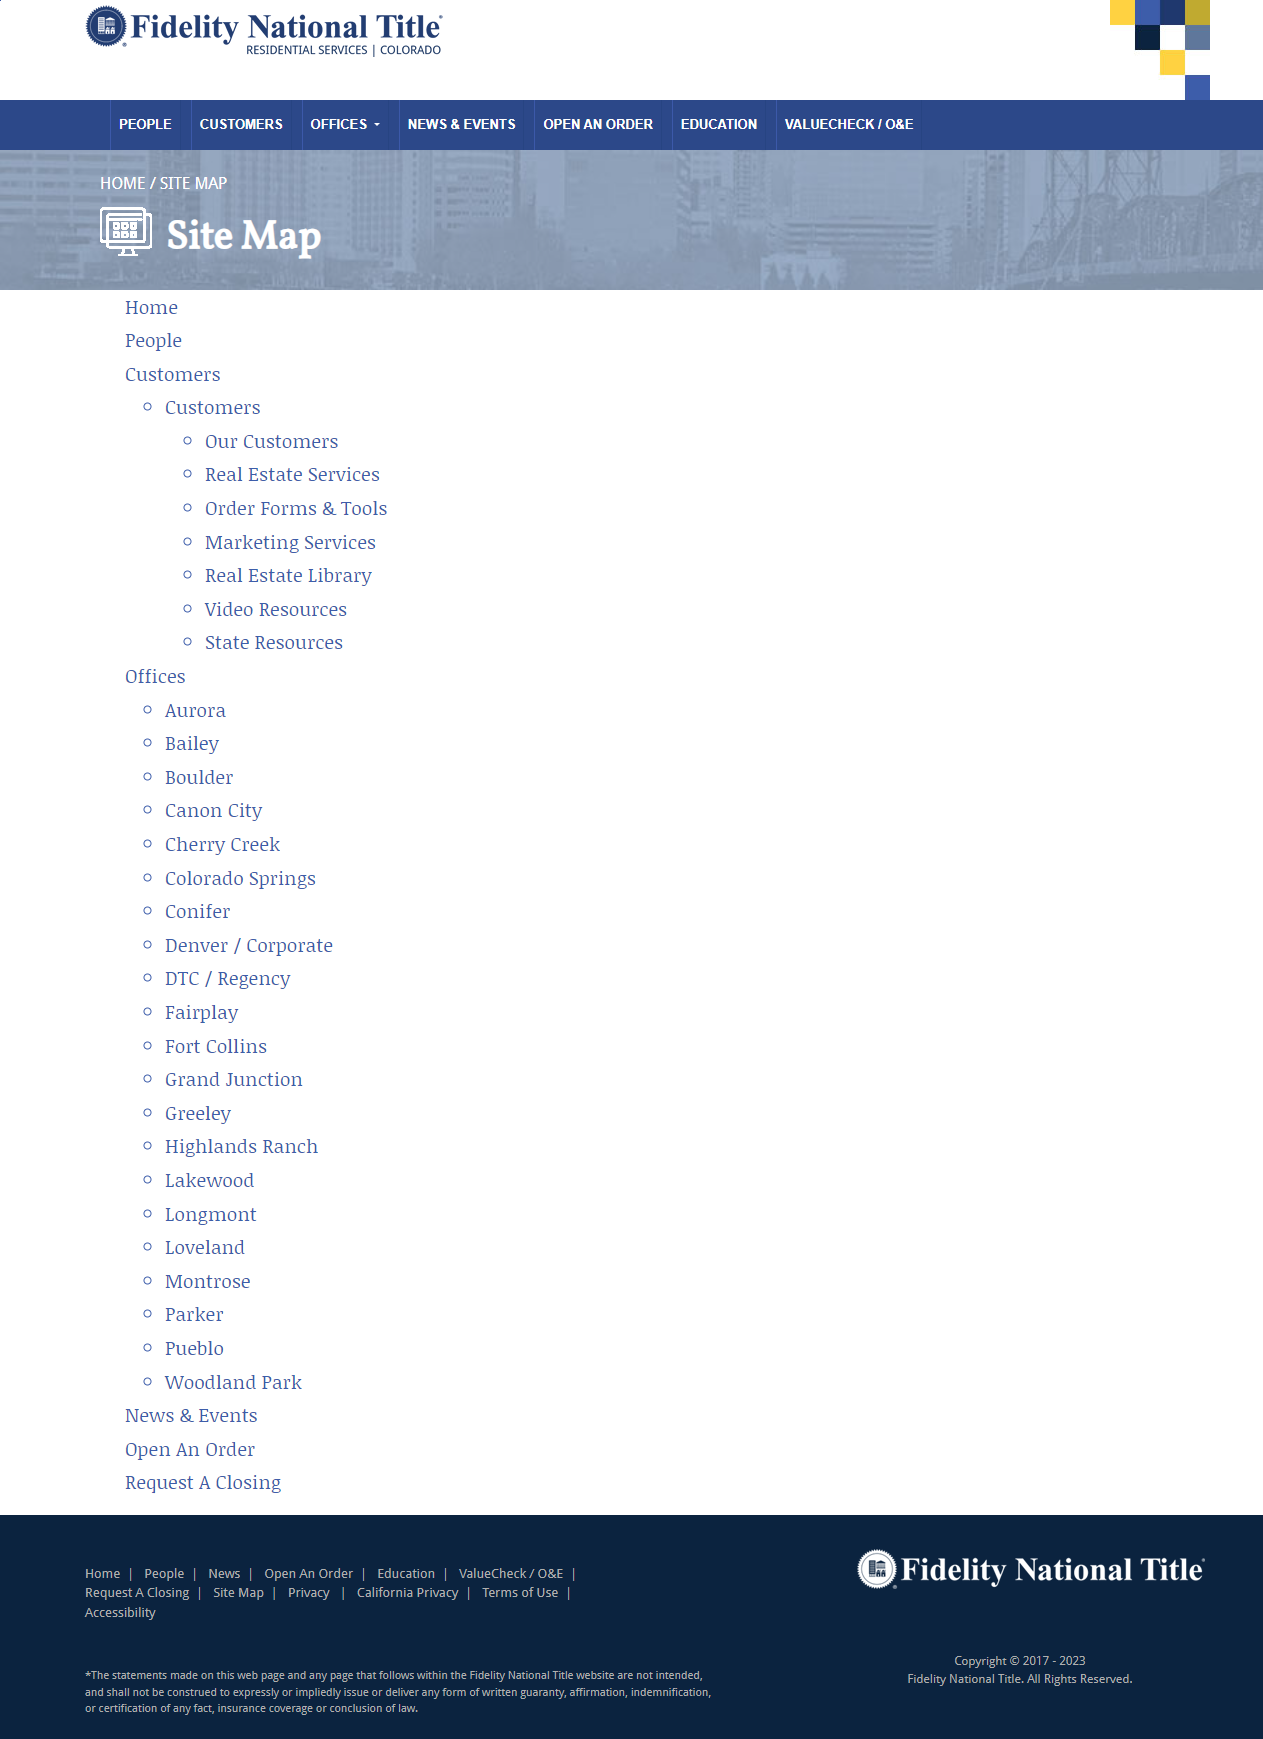 Fidelity National Title®
RESIDENTIAL SERVICES | COLORADO
PEOPLE CUSTOMERS OFFICES NEWS & EVENTS OPEN AN ORDER EDUCATION VALUECHECK / O&E
HOME / SITE MAP
Site Map
Home
People
Customers
Customers
Our Customers
Real Estate Services
Order Forms & Tools
Marketing Services
Real Estate Library
Video Resources
State Resources
Offices
Aurora
Bailey
Boulder
Canon City
Cherry Creek
Colorado Springs
Conifer
Denver / Corporate
DTC / Regency
Fairplay
Fort Collins
Grand Junction
Greeley
Highlands Ranch
Lakewood
Longmont
Loveland
Montrose
Parker
Pueblo
Woodland Park
News & Events
Open An Order
Request A Closing
Home | People | News | Open An Order | Education | ValueCheck / O&E |
Request A Closing | Site Map | Privacy | California Privacy | Terms of Use |
Accessibility
*The statements made on this web page and any page that follows within the Fidelity National Title website are not intended,
and shall not be construed to expressly or impliedly issue or deliver any form of written guaranty, affirmation, indemnification,
or certification of any fact, insurance coverage or conclusion of law.
Fidelity National Title®
Copyright © 2017 - 2023
Fidelity National Title. All Rights Reserved.